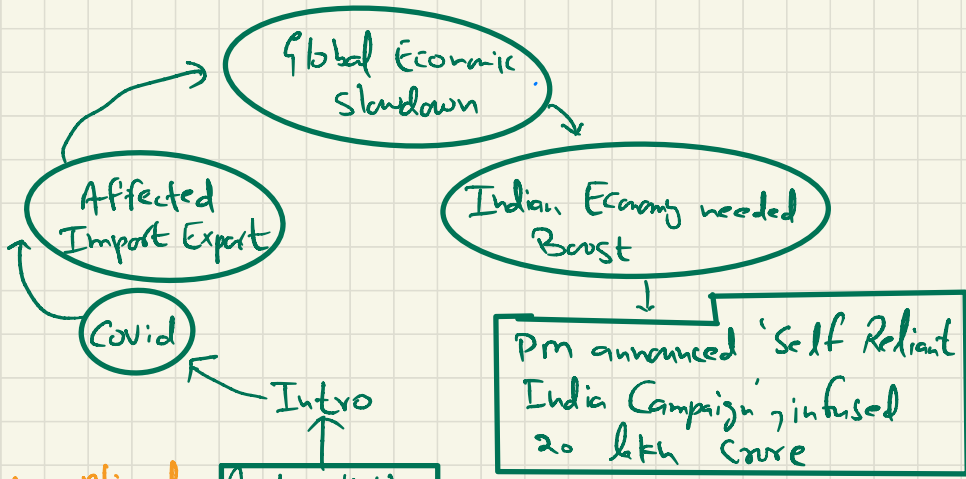 Global Economic
Slowdown
Affected
Import Export
Indian Economy needed
Boost
Covid
PM announced 'Self Reliant
India Campaign', infused
20 lakh Crore
Intro